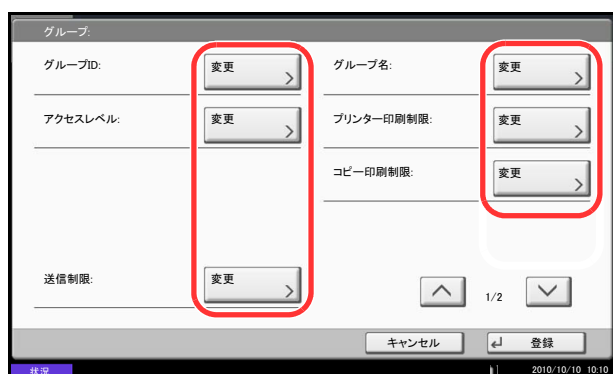 グループ:
グループID: 変更 グループ名: 変更
アクセスレベル: 変更 プリンター印刷制限: 変更
コピー印刷制限: 変更
送信制限: 変更
1/2
キャンセル 登録
状況 2010/10/10 10:10